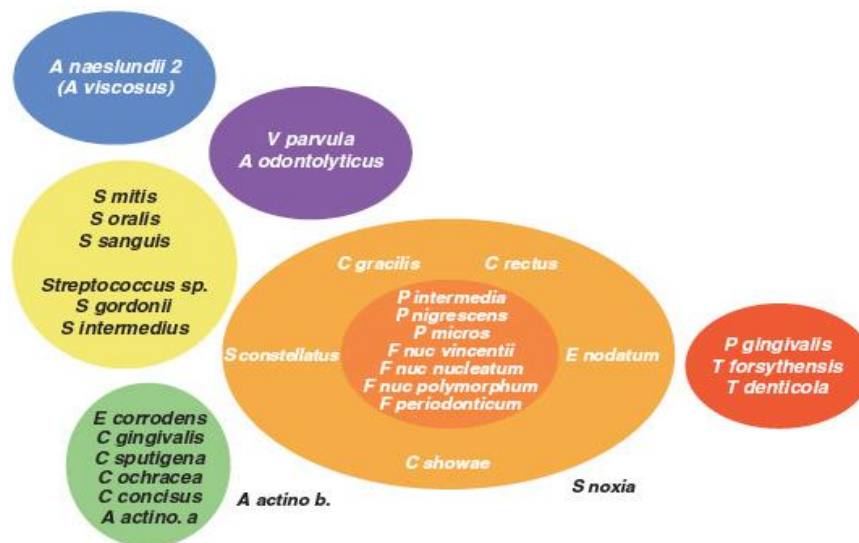 A naeslundii 2
(A viscosus)
V parvula
A odontolyticus
S mitis
S oralis
S sanguis
Streptococcus sp.
S gordonii
S intermedius
C gracilis
C rectus
P intermedia
P nigrescens
P micros
F nuc vincentii
F nuc nucleatum
F nuc polymorphum
F periodonticum
S constellatus
E nodatum
C showae
P gingivalis
T forsythensis
T denticola
E corrodens
C gingivalis
C sputigena
C ochracea
C concisus
A actino. a
A actino b.
S noxia